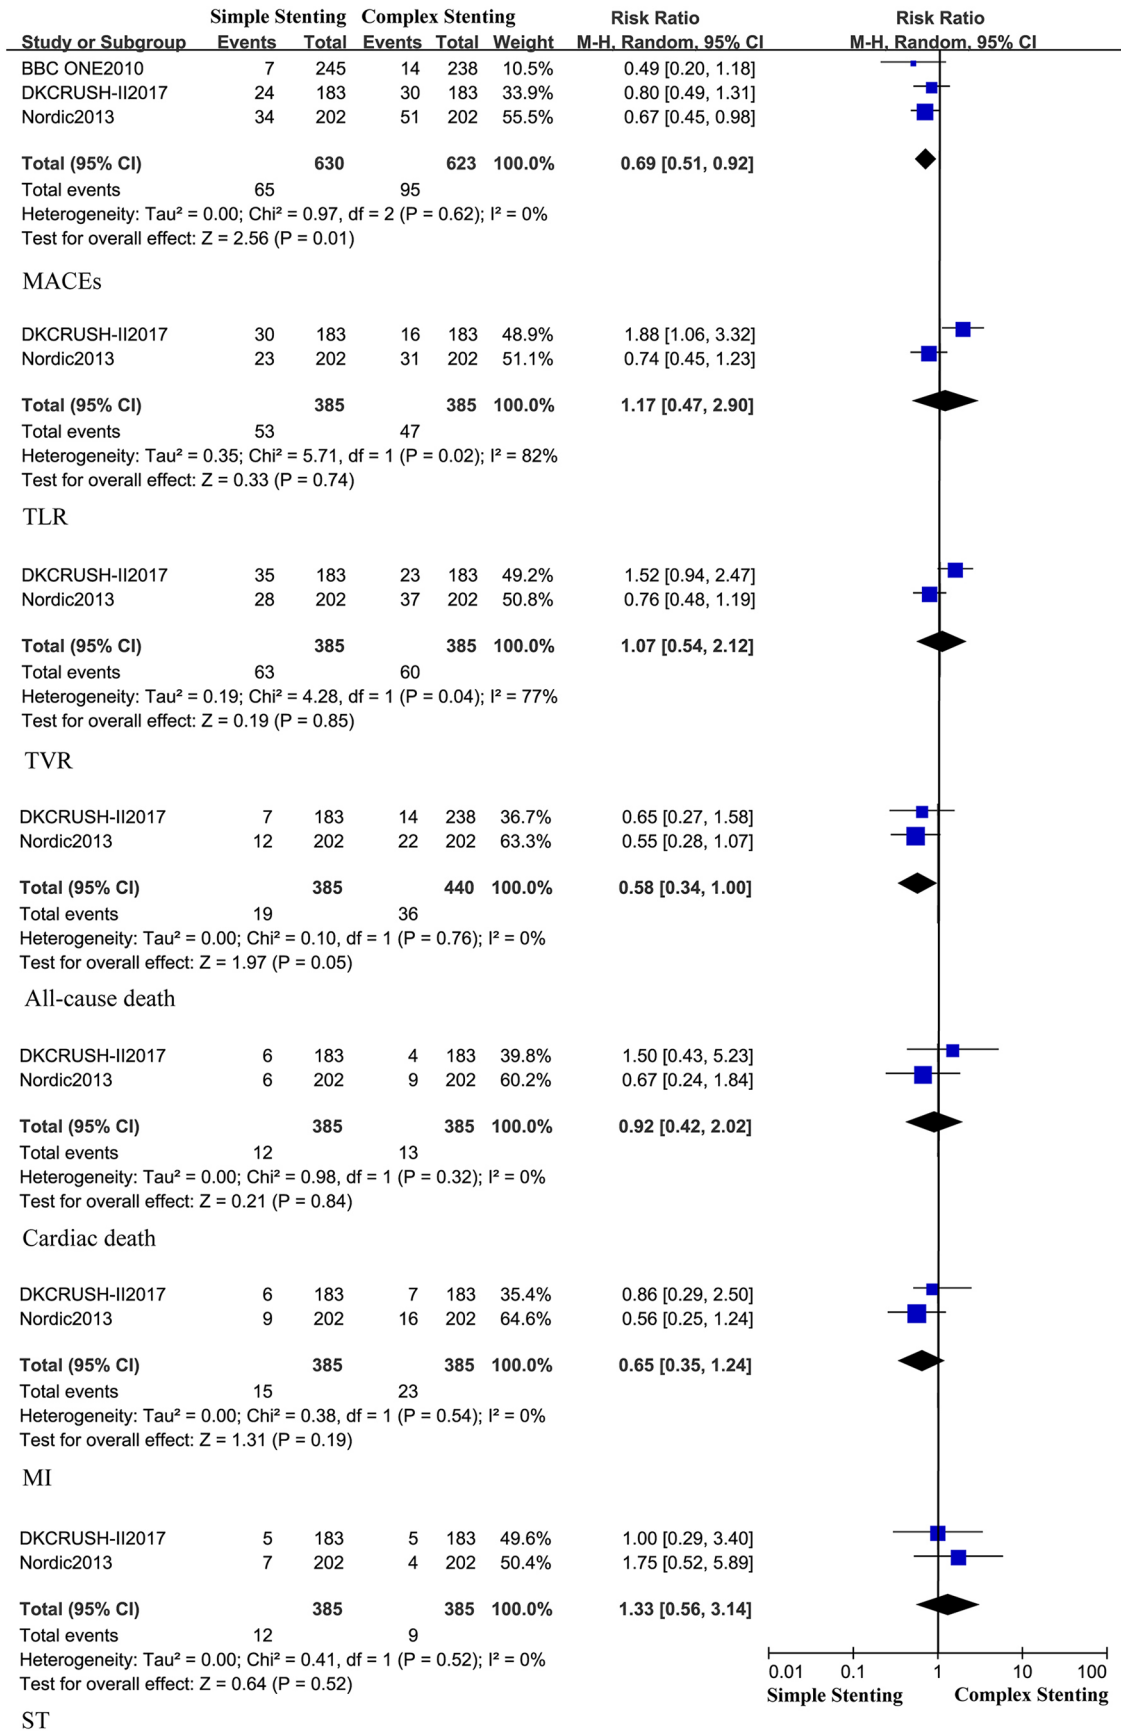 Simple Stenting Complex Stenting Risk Ratio Risk Ratio
Study or Subgroup Events Total Events Total Weight M-H, Random, 95% CI M-H, Random, 95% CI
BBC ONE2010 7 245 14 238 10.5% 0.49 [0.20, 1.18]
DKCRUSH-II2017 24 183 30 183 33.9% 0.80 [0.49, 1.31]
Nordic2013 34 202 51 202 55.5% 0.67 [0.45, 0.98]
Total (95% CI) 630 623 100.0% 0.69 [0.51, 0.92]
Total events 65 95
Heterogeneity: Tau² = 0.00; Chi² = 0.97, df = 2 (P = 0.62); I² = 0%
Test for overall effect: Z = 2.56 (P = 0.01)
MACEs
DKCRUSH-II2017 30 183 16 183 48.9% 1.88 [1.06, 3.32]
Nordic2013 23 202 31 202 51.1% 0.74 [0.45, 1.23]
Total (95% CI) 385 385 100.0% 1.17 [0.47, 2.90]
Total events 53 47
Heterogeneity: Tau² = 0.35; Chi² = 5.71, df = 1 (P = 0.02); I² = 82%
Test for overall effect: Z = 0.33 (P = 0.74)
TLR
DKCRUSH-II2017 35 183 23 183 49.2% 1.52 [0.94, 2.47]
Nordic2013 28 202 37 202 50.8% 0.76 [0.48, 1.19]
Total (95% CI) 385 385 100.0% 1.07 [0.54, 2.12]
Total events 63 60
Heterogeneity: Tau² = 0.19; Chi² = 4.28, df = 1 (P = 0.04); I² = 77%
Test for overall effect: Z = 0.19 (P = 0.85)
TVR
DKCRUSH-II2017 7 183 14 238 36.7% 0.65 [0.27, 1.58]
Nordic2013 12 202 22 202 63.3% 0.55 [0.28, 1.07]
Total (95% CI) 385 440 100.0% 0.58 [0.34, 1.00]
Total events 19 36
Heterogeneity: Tau² = 0.00; Chi² = 0.10, df = 1 (P = 0.76); I² = 0%
Test for overall effect: Z = 1.97 (P = 0.05)
All-cause death
DKCRUSH-II2017 6 183 4 183 39.8% 1.50 [0.43, 5.23]
Nordic2013 6 202 9 202 60.2% 0.67 [0.24, 1.84]
Total (95% CI) 385 385 100.0% 0.92 [0.42, 2.02]
Total events 12 13
Heterogeneity: Tau² = 0.00; Chi² = 0.98, df = 1 (P = 0.32); I² = 0%
Test for overall effect: Z = 0.21 (P = 0.84)
Cardiac death
DKCRUSH-II2017 6 183 7 183 35.4% 0.86 [0.29, 2.50]
Nordic2013 9 202 16 202 64.6% 0.56 [0.25, 1.24]
Total (95% CI) 385 385 100.0% 0.65 [0.35, 1.24]
Total events 15 23
Heterogeneity: Tau² = 0.00; Chi² = 0.38, df = 1 (P = 0.54); I² = 0%
Test for overall effect: Z = 1.31 (P = 0.19)
MI
DKCRUSH-II2017 5 183 5 183 49.6% 1.00 [0.29, 3.40]
Nordic2013 7 202 4 202 50.4% 1.75 [0.52, 5.89]
Total (95% CI) 385 385 100.0% 1.33 [0.56, 3.14]
Total events 12 9
Heterogeneity: Tau² = 0.00; Chi² = 0.41, df = 1 (P = 0.52); I² = 0%
Test for overall effect: Z = 0.64 (P = 0.52)
0.01 0.1 1 10 100
Simple Stenting Complex Stenting
ST